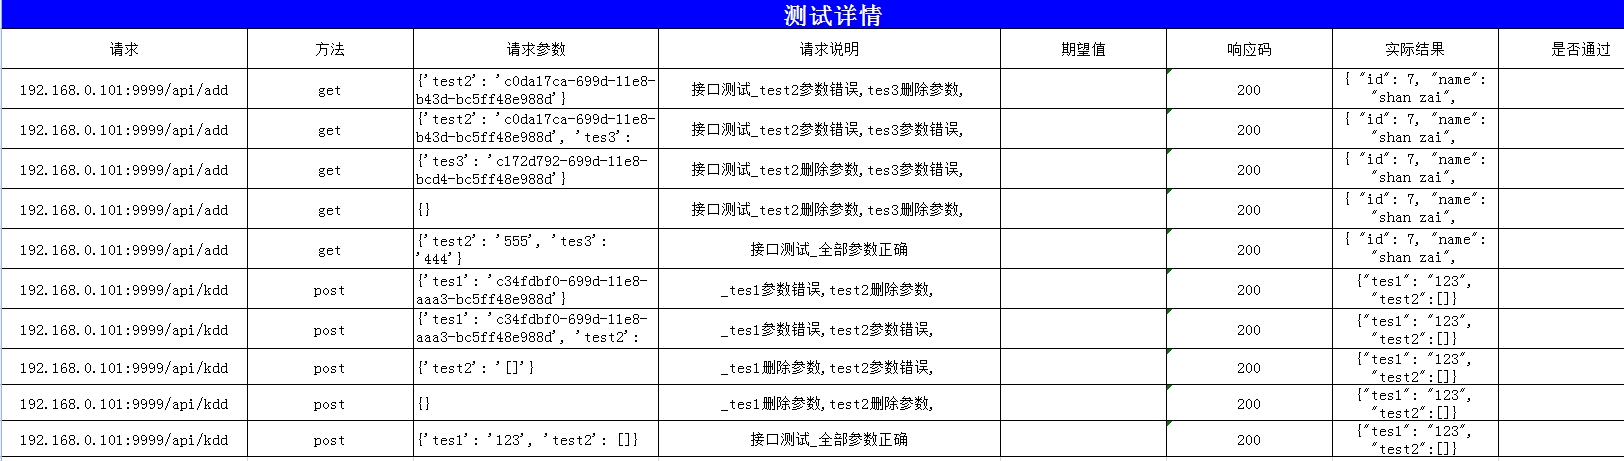 测试详情
请求 方法 请求参数 请求说明 期望值 响应码 实际结果 是否通过
192.168.0.101:9999/api/add get {'test2': 'c0da17ca-699d-11e8-b43d-bc5ff48e988d'} 接口测试_test2参数错误,tes3删除参数, 200 { "id": 7, "name": "shan zai",
192.168.0.101:9999/api/add get {'test2': 'c0da17ca-699d-11e8-b43d-bc5ff48e988d', 'tes3': 接口测试_test2参数错误,tes3参数错误, 200 { "id": 7, "name": "shan zai",
192.168.0.101:9999/api/add get {'tes3': 'c172d792-699d-11e8-bcd4-bc5ff48e988d'} 接口测试_test2删除参数,tes3参数错误, 200 { "id": 7, "name": "shan zai",
192.168.0.101:9999/api/add get {} 接口测试_test2删除参数,tes3删除参数, 200 { "id": 7, "name": "shan zai",
192.168.0.101:9999/api/add get {'test2': '555', 'tes3': '444'} 接口测试_全部参数正确 200 { "id": 7, "name": "shan zai",
192.168.0.101:9999/api/kdd post {'tes1': 'c34fdbf0-699d-11e8-aaa3-bc5ff48e988d'} _tes1参数错误,test2删除参数, 200 {"tes1": "123", "test2":[]}
192.168.0.101:9999/api/kdd post {'tes1': 'c34fdbf0-699d-11e8-aaa3-bc5ff48e988d', 'test2': _tes1参数错误,test2参数错误, 200 {"tes1": "123", "test2":[]}
192.168.0.101:9999/api/kdd post {'test2': '[]'} _tes1删除参数,test2参数错误, 200 {"tes1": "123", "test2":[]}
192.168.0.101:9999/api/kdd post {} _tes1删除参数,test2删除参数, 200 {"tes1": "123", "test2":[]}
192.168.0.101:9999/api/kdd post {'tes1': '123', 'test2': []} 接口测试_全部参数正确 200 {"tes1": "123", "test2":[]}